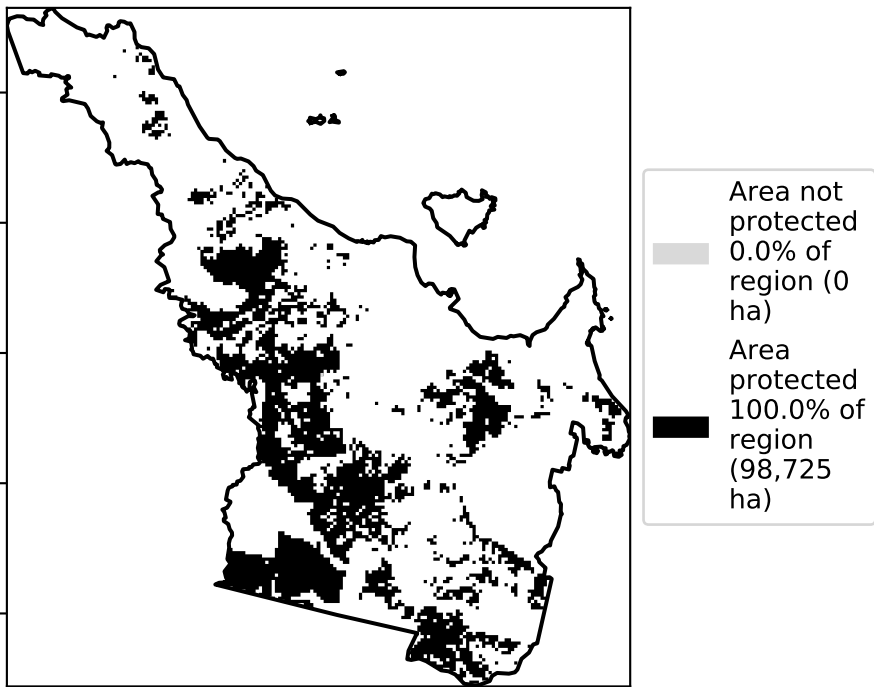 Area not
protected
0.0% of
region (0
ha)
Area
protected
100.0% of
region
(98,725
ha)